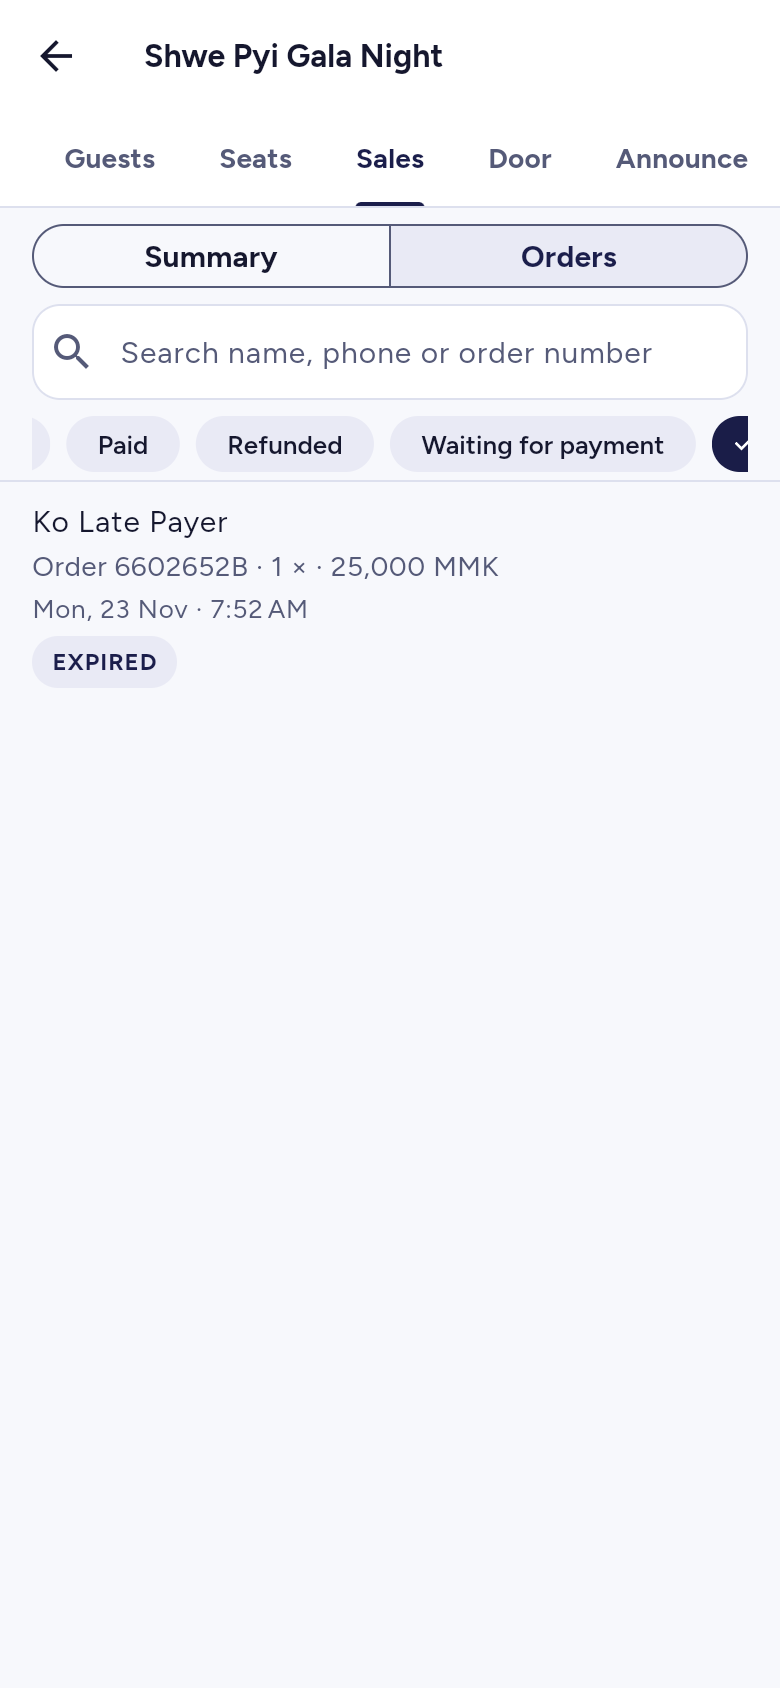 Shwe Pyi Gala Night
Guests Seats Sales Door Announce
Summary Orders
Search name, phone or order number
Paid Refunded Waiting for payment
Ko Late Payer
Order 6602652B · 1 × · 25,000 MMK
Mon, 23 Nov · 7:52 AM
EXPIRED